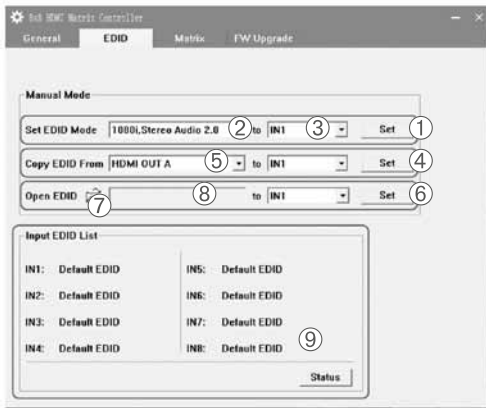 8x8 HDMC Matrix Controller
General EDID Matrix FW Upgrade
Manual Mode
Set EDID Mode 1080i,Stereo Audio 2.0 ② to IN1 ③ Set ①
Copy EDID From HDMI OUT A ⑤ to IN1 Set ④
Open EDID ⑦ ⑧ to IN1 Set ⑥
Input EDID List
IN1: Default EDID IN5: Default EDID
IN2: Default EDID IN6: Default EDID
IN3: Default EDID IN7: Default EDID
IN4: Default EDID IN8: Default EDID ⑨
Status